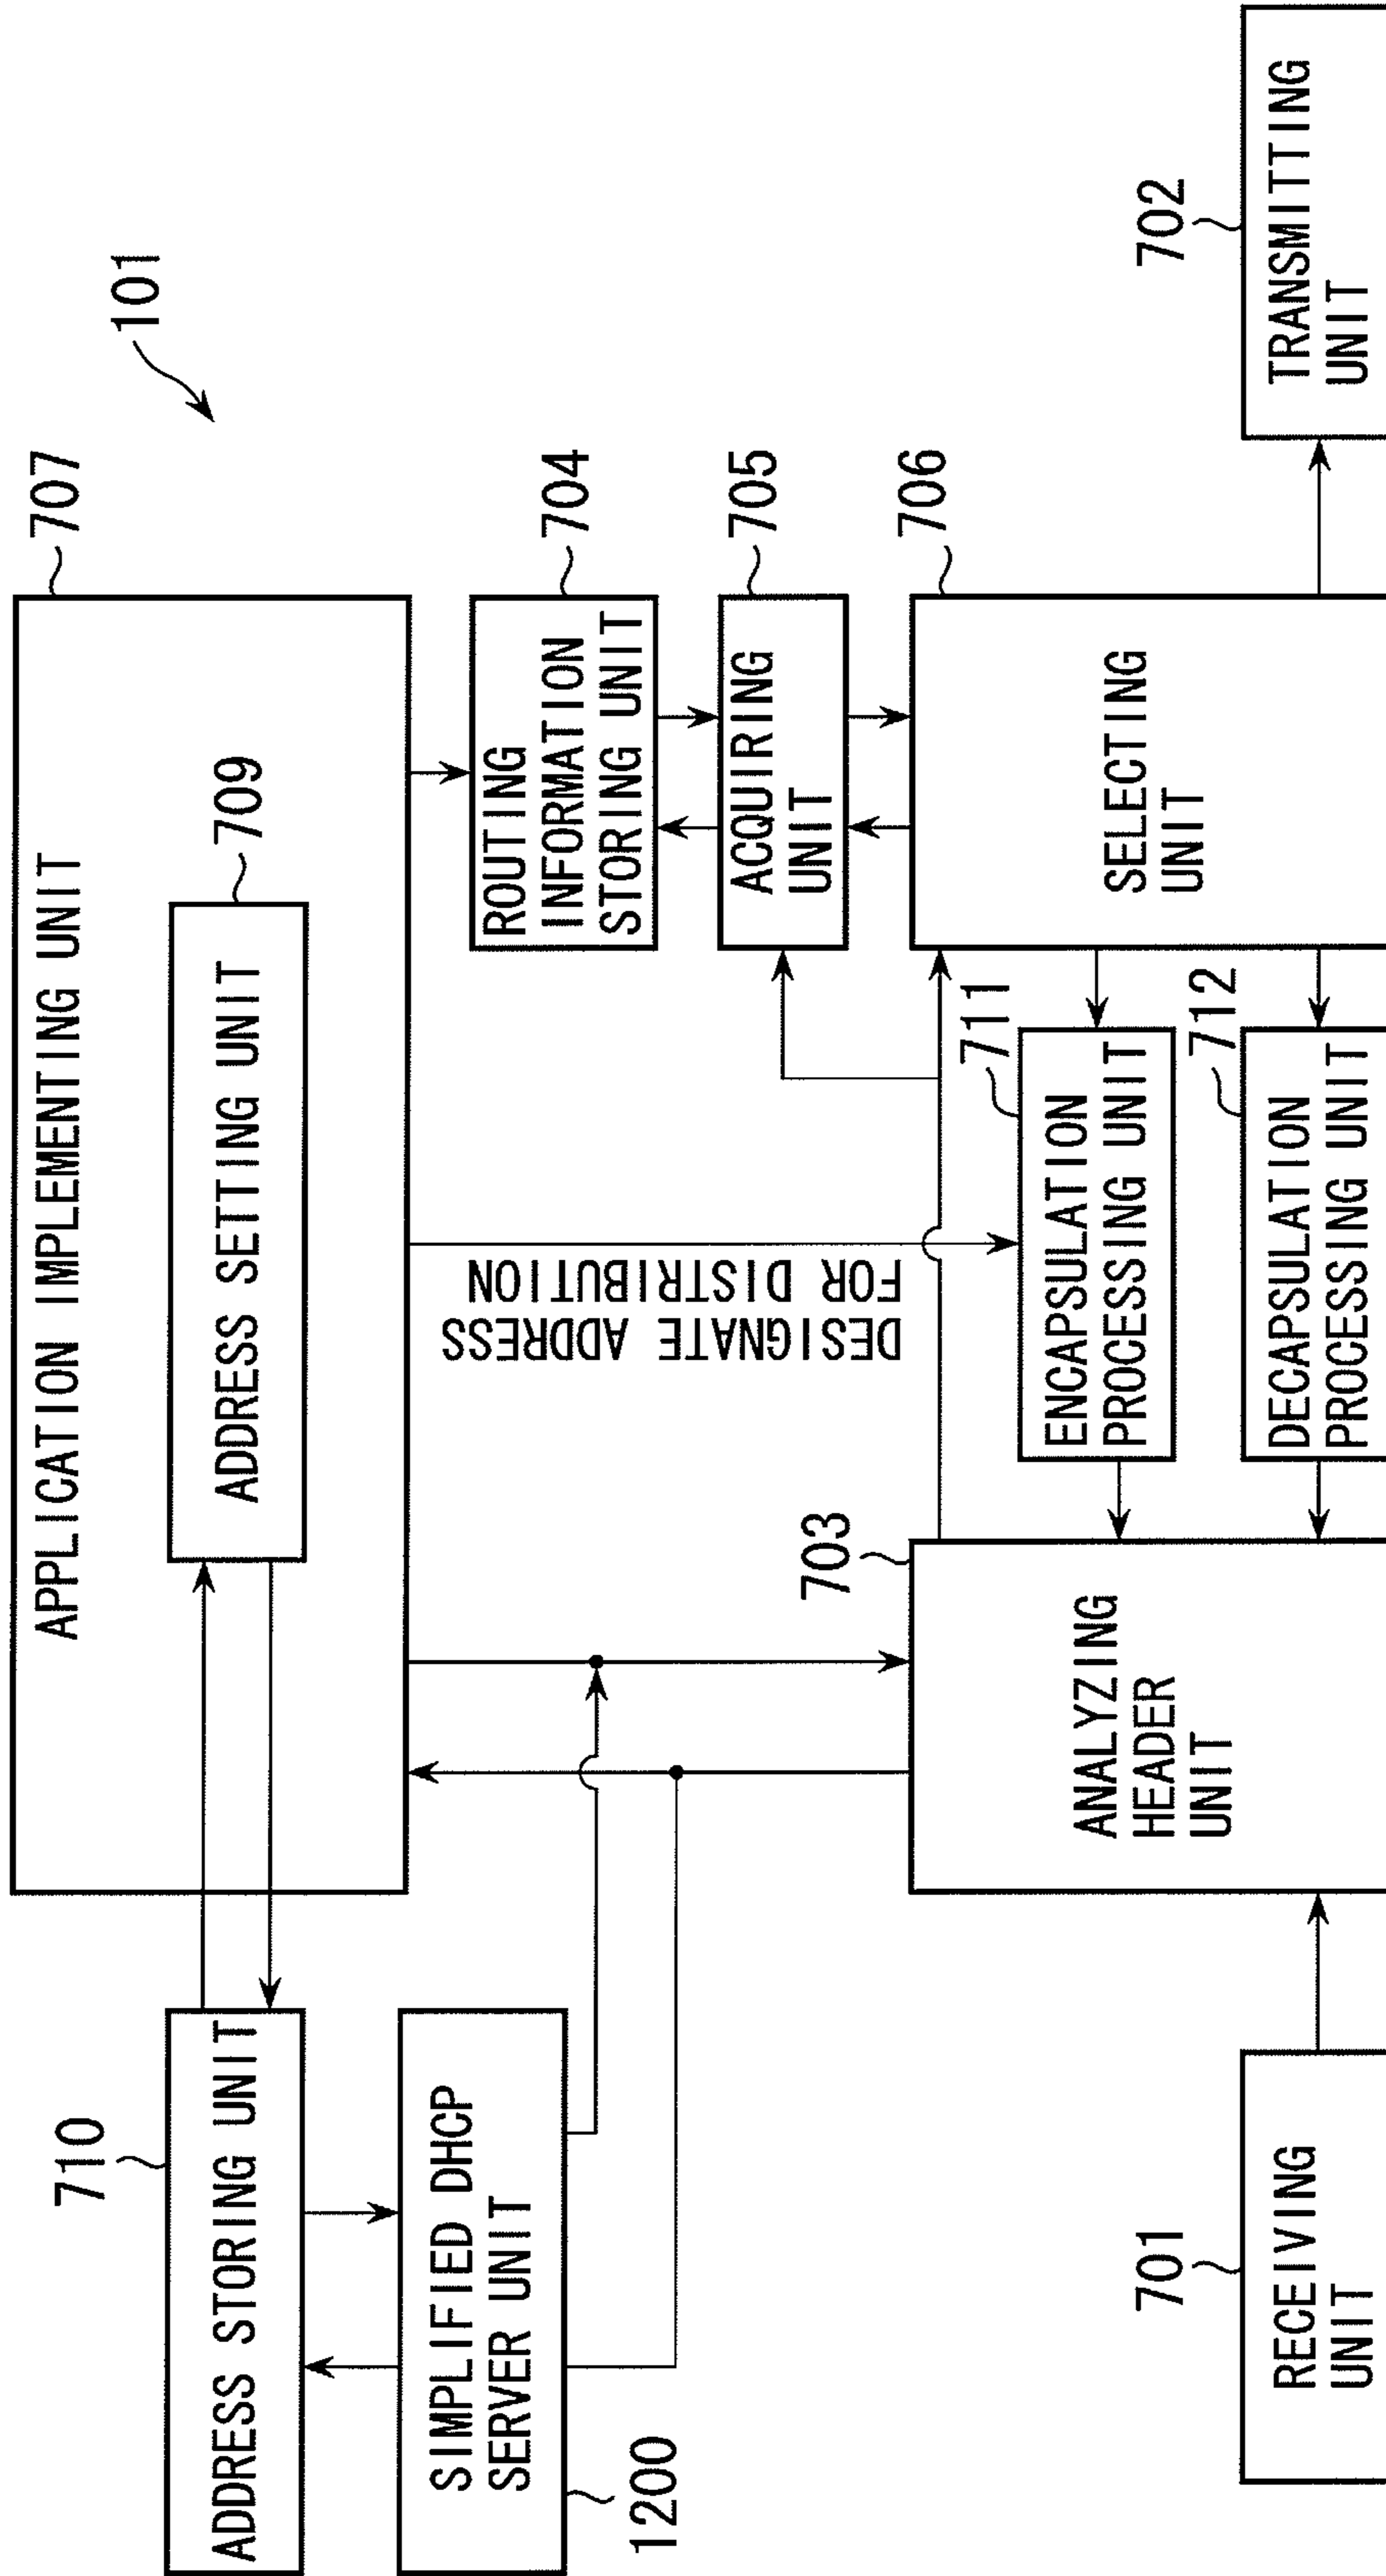 101
707
APPLICATION IMPLEMENTING UNIT
709
ADDRESS SETTING UNIT
710
ADDRESS STORING UNIT
SIMPLIFIED DHCP
SERVER UNIT
1200
704
ROUTING
INFORMATION
STORING UNIT
705
ACQUIRING
UNIT
706
SELECTING
UNIT
DESIGNATE ADDRESS
FOR DISTRIBUTION
711
ENCAPSULATION
PROCESSING UNIT
712
DECAPSULATION
PROCESSING UNIT
703
ANALYZING
HEADER
UNIT
701
RECEIVING
UNIT
702
TRANSMITTING
UNIT